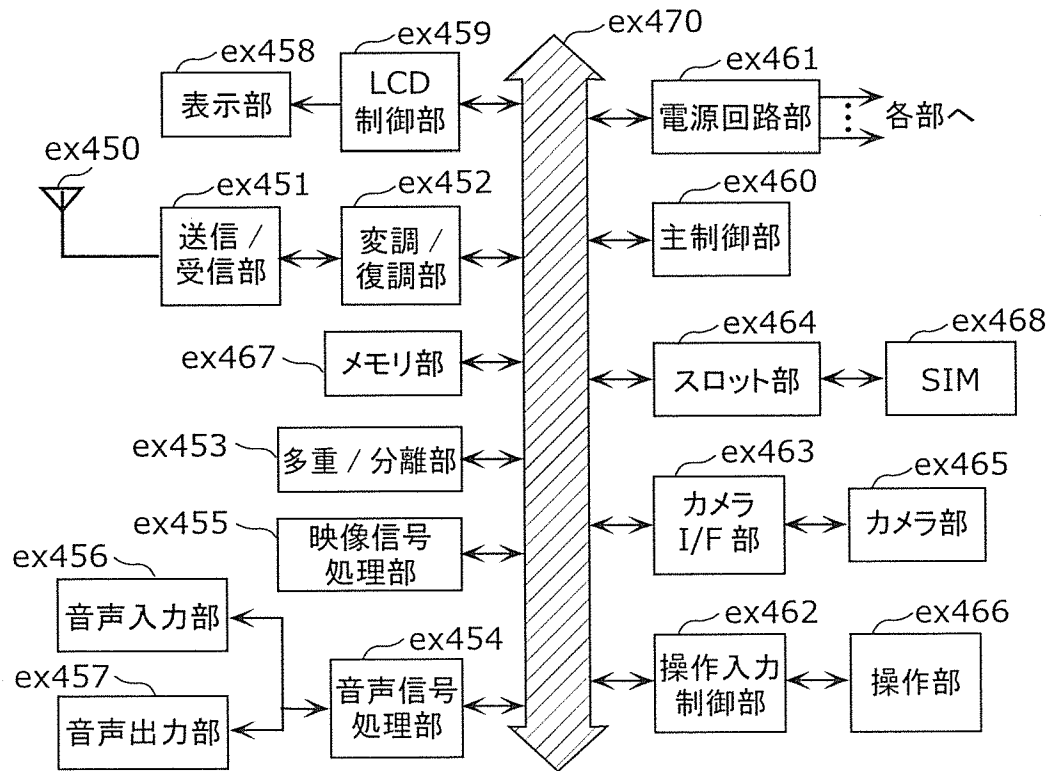 ex470
ex459
ex458
LCD
制御部
表示部
ex461
電源回路部
各部へ
ex450
ex451
送信 /
受信部
ex452
変調 /
復調部
ex460
主制御部
ex467
メモリ部
ex464
スロット部
ex468
SIM
ex453
多重 / 分離部
ex463
カメラ
I/F 部
ex465
カメラ部
ex455
映像信号
処理部
ex456
音声入力部
ex457
音声出力部
ex454
音声信号
処理部
ex462
操作入力
制御部
ex466
操作部